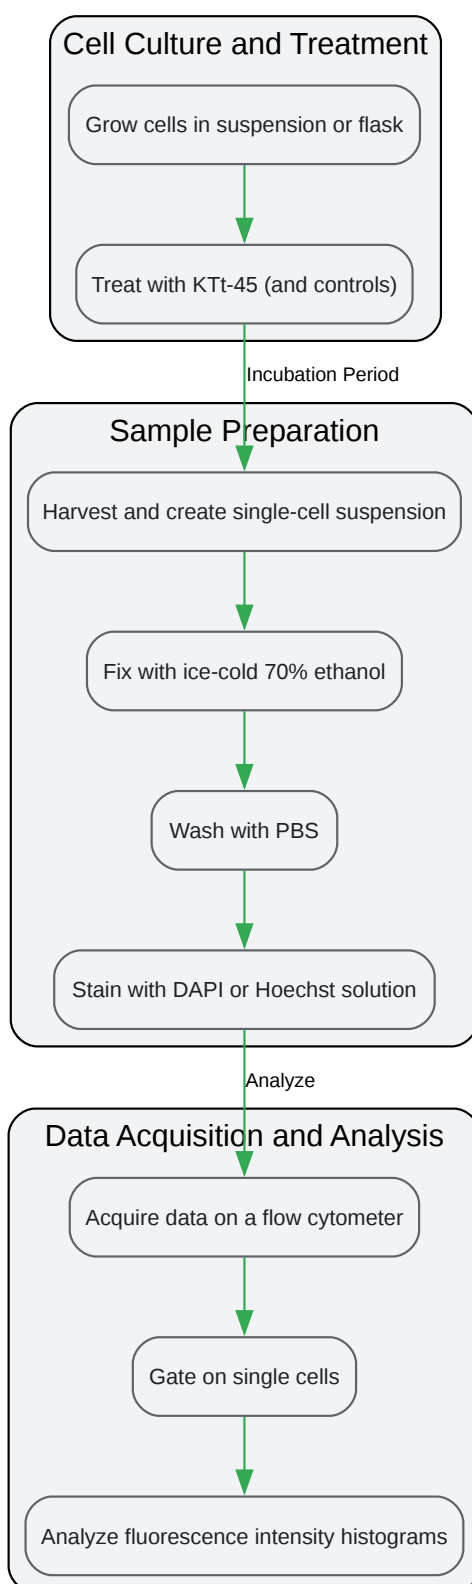 Cell Culture and Treatment
Grow cells in suspension or flask
Treat with KTt-45 (and controls)
Incubation Period
Sample Preparation
Harvest and create single-cell suspension
Fix with ice-cold 70% ethanol
Wash with PBS
Stain with DAPI or Hoechst solution
Analyze
Data Acquisition and Analysis
Acquire data on a flow cytometer
Gate on single cells
Analyze fluorescence intensity histograms